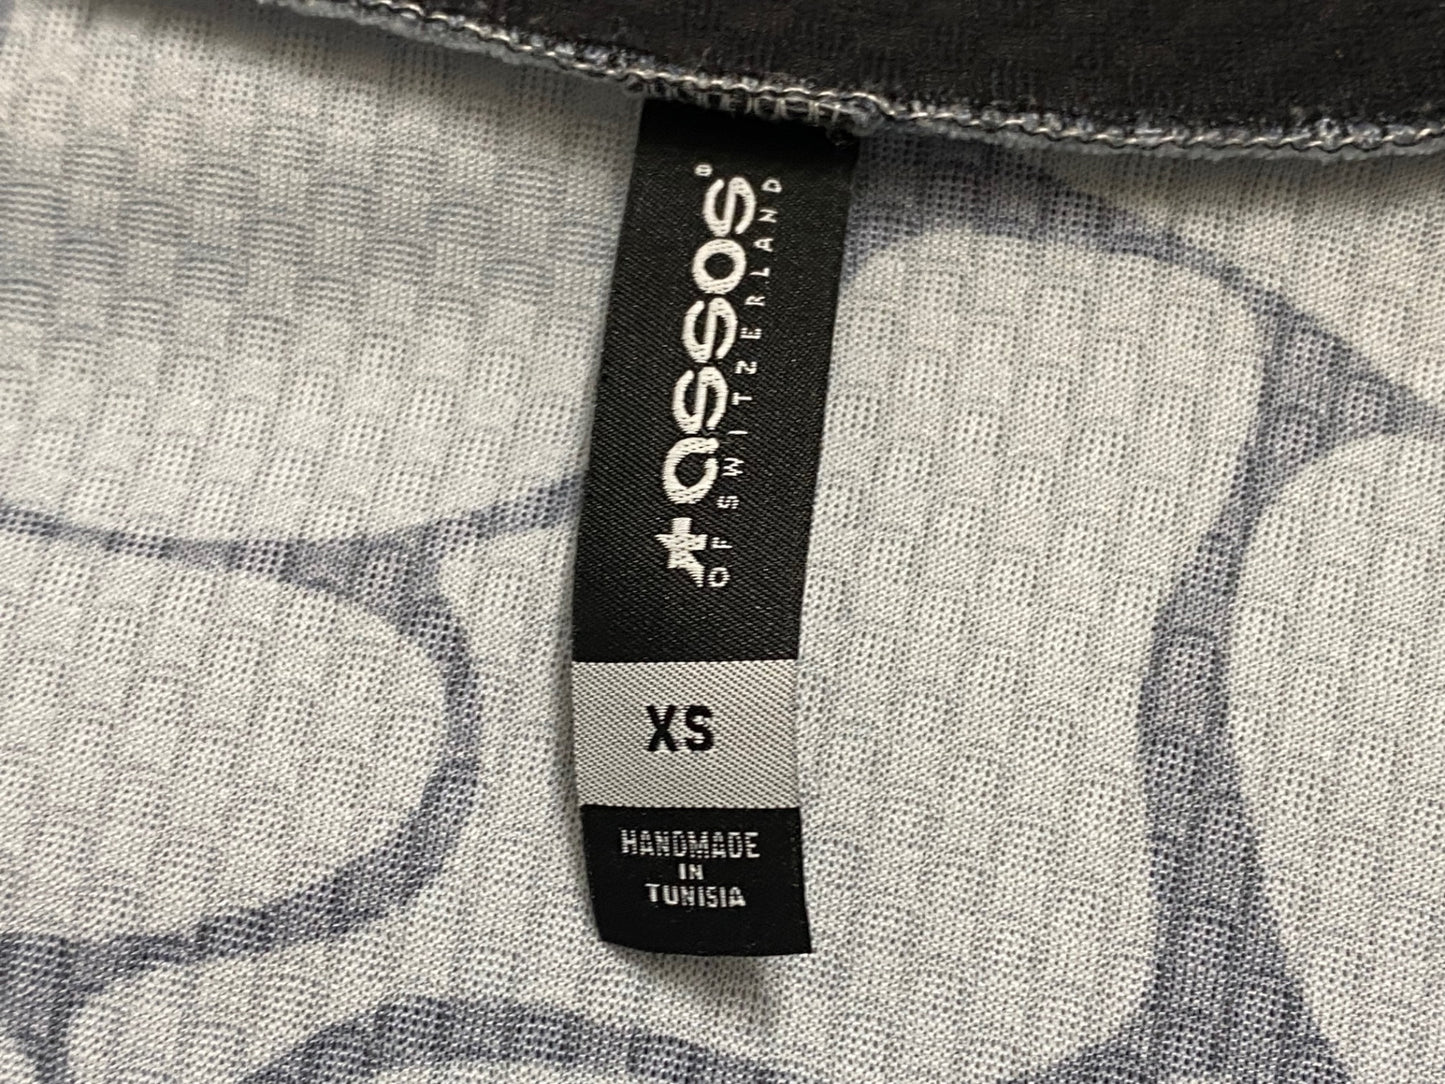 assos®
OF SWITZERLAND
XS
HANDMADE
IN
TUNISIA